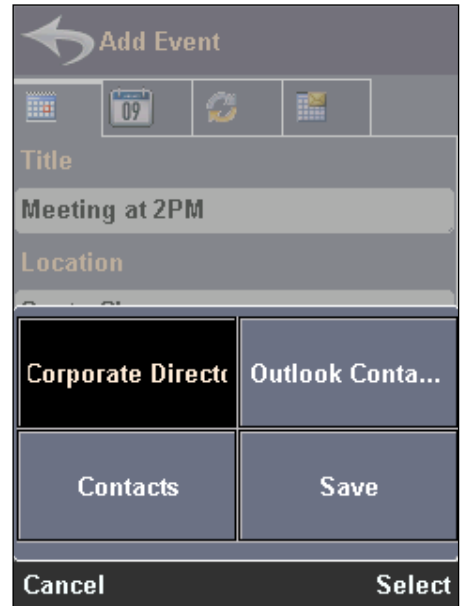 Add Event
09
Title
Meeting at 2PM
Location
Corporate Directo
Outlook Conta...
Contacts
Save
Cancel
Select